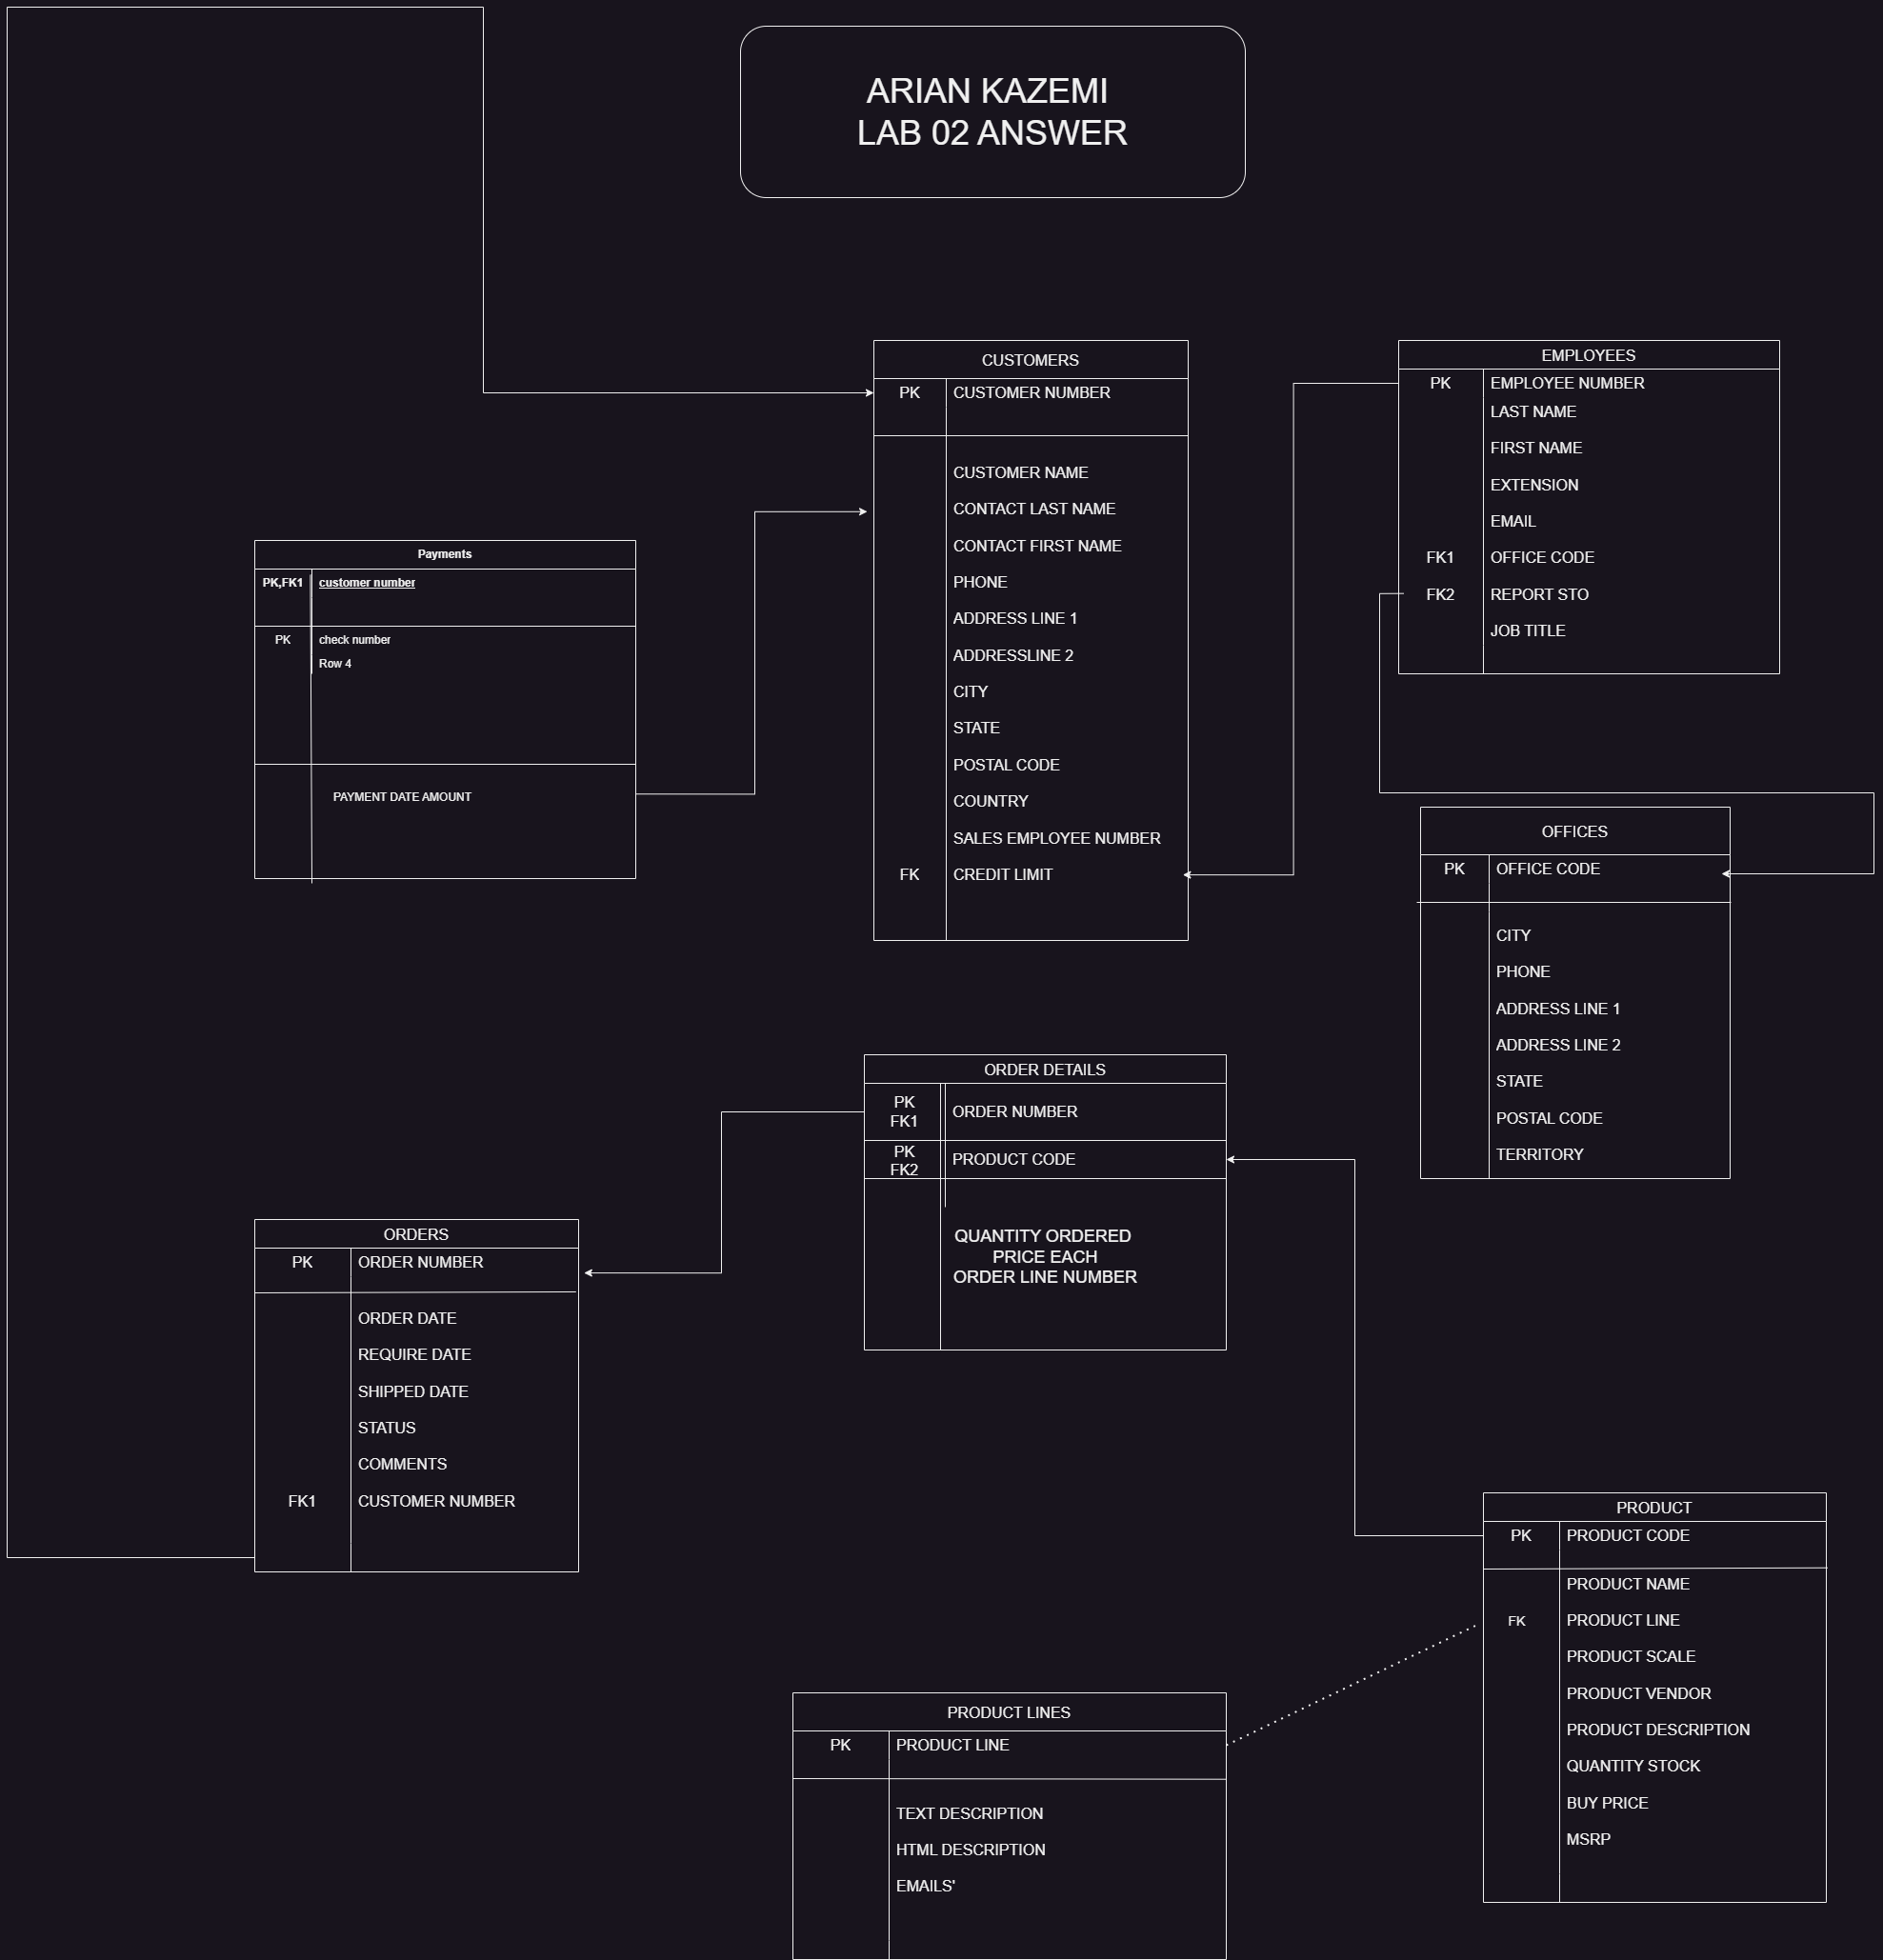 ARIAN KAZEMI
LAB 02 ANSWER
CUSTOMERS
PK CUSTOMER NUMBER
CUSTOMER NAME
CONTACT LAST NAME
CONTACT FIRST NAME
PHONE
ADDRESS LINE 1
ADDRESSLINE 2
CITY
STATE
POSTAL CODE
COUNTRY
SALES EMPLOYEE NUMBER
FK CREDIT LIMIT
EMPLOYEES
PK EMPLOYEE NUMBER
LAST NAME
FIRST NAME
EXTENSION
EMAIL
FK1 OFFICE CODE
FK2 REPORT STO
JOB TITLE
Payments
PK,FK1 customer number
PK check number
Row 4
PAYMENT DATE AMOUNT
OFFICES
PK OFFICE CODE
CITY
PHONE
ADDRESS LINE 1
ADDRESS LINE 2
STATE
POSTAL CODE
TERRITORY
ORDER DETAILS
PK
FK1 ORDER NUMBER
PK
FK2 PRODUCT CODE
QUANTITY ORDERED
PRICE EACH
ORDER LINE NUMBER
ORDERS
PK ORDER NUMBER
ORDER DATE
REQUIRE DATE
SHIPPED DATE
STATUS
COMMENTS
FK1 CUSTOMER NUMBER
PRODUCT
PK PRODUCT CODE
PRODUCT NAME
FK PRODUCT LINE
PRODUCT SCALE
PRODUCT VENDOR
PRODUCT DESCRIPTION
QUANTITY STOCK
BUY PRICE
MSRP
PRODUCT LINES
PK PRODUCT LINE
TEXT DESCRIPTION
HTML DESCRIPTION
EMAILS'